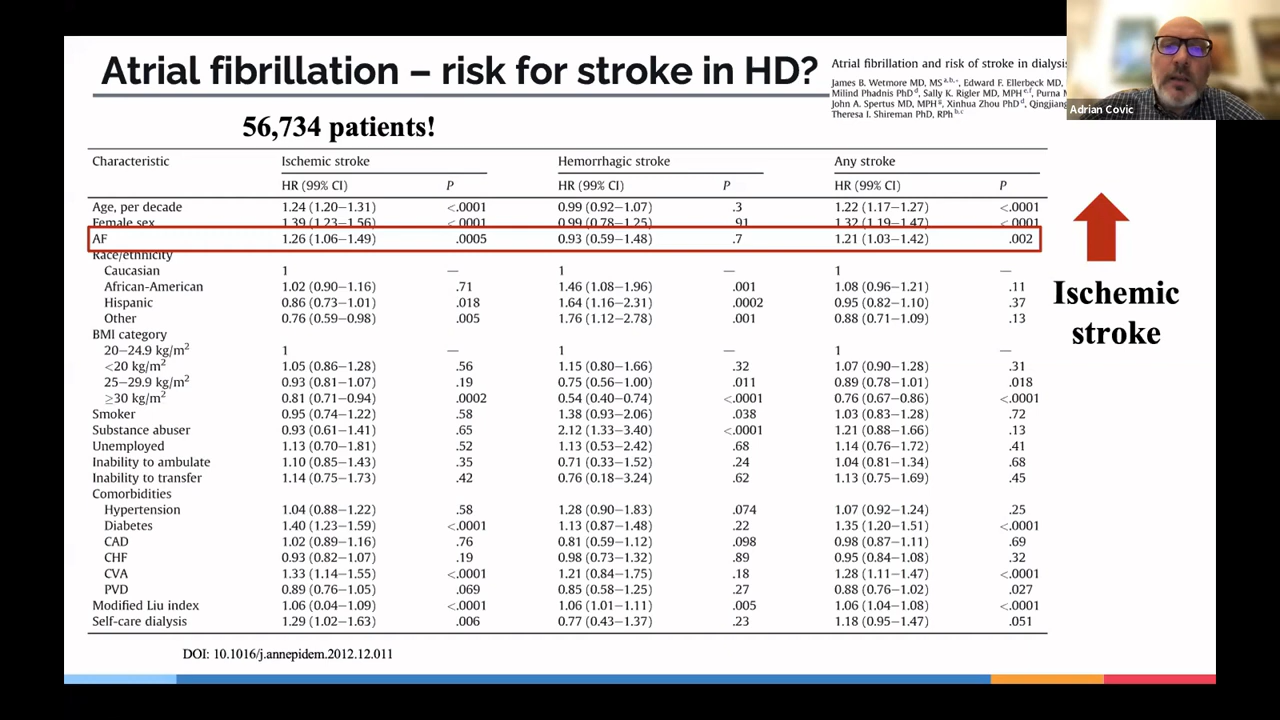 Atrial fibrillation – risk for stroke in HD?
56,734 patients!
Atrial fibrillation and risk of stroke in dialysis
James B. Wetmore MD, MS a,b,*, Edward F. Ellerbeck MD,
Milind Phadnis PhD d, Sally K. Rigler MD, MPH e,f, Purna
John A. Spertus MD, MPH g, Xinhua Zhou PhD d, Qingjiang
Theresa I. Shireman PhD, RPh b,c
Adrian Covic
Characteristic Ischemic stroke Hemorrhagic stroke Any stroke
HR (99% CI) P HR (99% CI) P HR (99% CI) P
Age, per decade 1.24 (1.20–1.31) <.0001 0.99 (0.92–1.07) .3 1.22 (1.17–1.27) <.0001
Female sex 1.39 (1.23–1.56) <.0001 0.99 (0.78–1.25) .91 1.32 (1.19–1.47) <.0001
AF 1.26 (1.06–1.49) .0005 0.93 (0.59–1.48) .7 1.21 (1.03–1.42) .002
Race/ethnicity
Caucasian 1 — 1 — 1 —
African-American 1.02 (0.90–1.16) .71 1.46 (1.08–1.96) .001 1.08 (0.96–1.21) .11
Hispanic 0.86 (0.73–1.01) .018 1.64 (1.16–2.31) .0002 0.95 (0.82–1.10) .37
Other 0.76 (0.59–0.98) .005 1.76 (1.12–2.78) .001 0.88 (0.71–1.09) .13
BMI category
20–24.9 kg/m² 1 — 1 — 1 —
<20 kg/m² 1.05 (0.86–1.28) .56 1.15 (0.80–1.66) .32 1.07 (0.90–1.28) .31
25–29.9 kg/m² 0.93 (0.81–1.07) .19 0.75 (0.56–1.00) .011 0.89 (0.78–1.01) .018
≥30 kg/m² 0.81 (0.71–0.94) .0002 0.54 (0.40–0.74) <.0001 0.76 (0.67–0.86) <.0001
Smoker 0.95 (0.74–1.22) .58 1.38 (0.93–2.06) .038 1.03 (0.83–1.28) .72
Substance abuser 0.93 (0.61–1.41) .65 2.12 (1.33–3.40) <.0001 1.21 (0.88–1.66) .13
Unemployed 1.13 (0.70–1.81) .52 1.13 (0.53–2.42) .68 1.14 (0.76–1.72) .41
Inability to ambulate 1.10 (0.85–1.43) .35 0.71 (0.33–1.52) .24 1.04 (0.81–1.34) .68
Inability to transfer 1.14 (0.75–1.73) .42 0.76 (0.18–3.24) .62 1.13 (0.75–1.69) .45
Comorbidities
Hypertension 1.04 (0.88–1.22) .58 1.28 (0.90–1.83) .074 1.07 (0.92–1.24) .25
Diabetes 1.40 (1.23–1.59) <.0001 1.13 (0.87–1.48) .22 1.35 (1.20–1.51) <.0001
CAD 1.02 (0.89–1.16) .76 0.81 (0.59–1.12) .098 0.98 (0.87–1.11) .69
CHF 0.93 (0.82–1.07) .19 0.98 (0.73–1.32) .89 0.95 (0.84–1.08) .32
CVA 1.33 (1.14–1.55) <.0001 1.21 (0.84–1.75) .18 1.28 (1.11–1.47) <.0001
PVD 0.89 (0.76–1.05) .069 0.85 (0.58–1.25) .27 0.88 (0.76–1.02) .027
Modified Liu index 1.06 (0.04–1.09) <.0001 1.06 (1.01–1.11) .005 1.06 (1.04–1.08) <.0001
Self-care dialysis 1.29 (1.02–1.63) .006 0.77 (0.43–1.37) .23 1.18 (0.95–1.47) .051
Ischemic
stroke
DOI: 10.1016/j.annepidem.2012.12.011